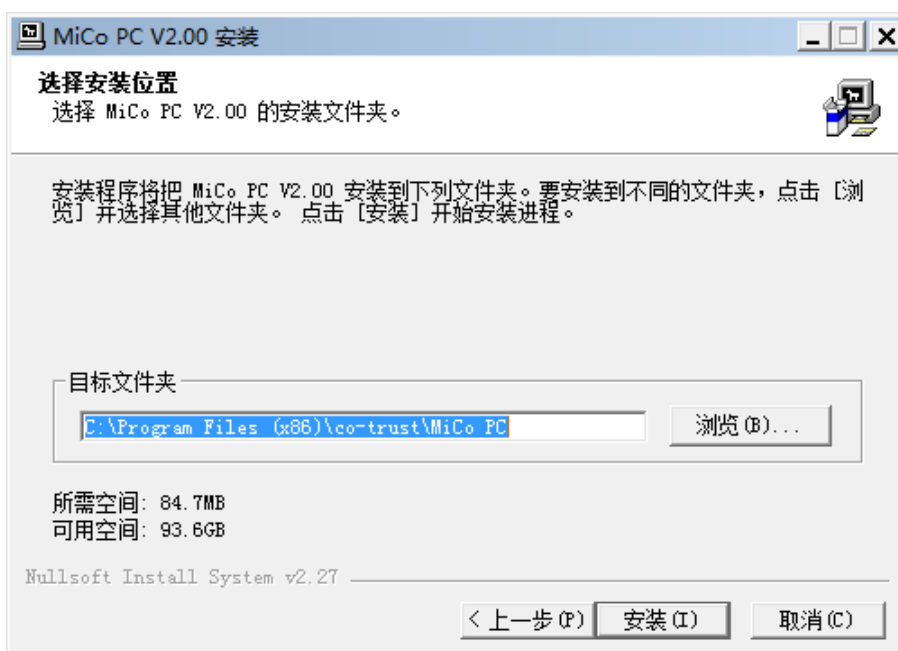 MiCo PC V2.00 安装
选择安装位置
选择 MiCo PC V2.00 的安装文件夹。
安装程序将把 MiCo PC V2.00 安装到下列文件夹。要安装到不同的文件夹，点击 [浏
览] 并选择其他文件夹。 点击 [安装] 开始安装进程。
目标文件夹
C:\Program Files (x86)\co-trust\MiCo PC
浏览(B)...
所需空间: 84.7MB
可用空间: 93.6GB
Nullsoft Install System v2.27
< 上一步(P) 安装(I) 取消(C)